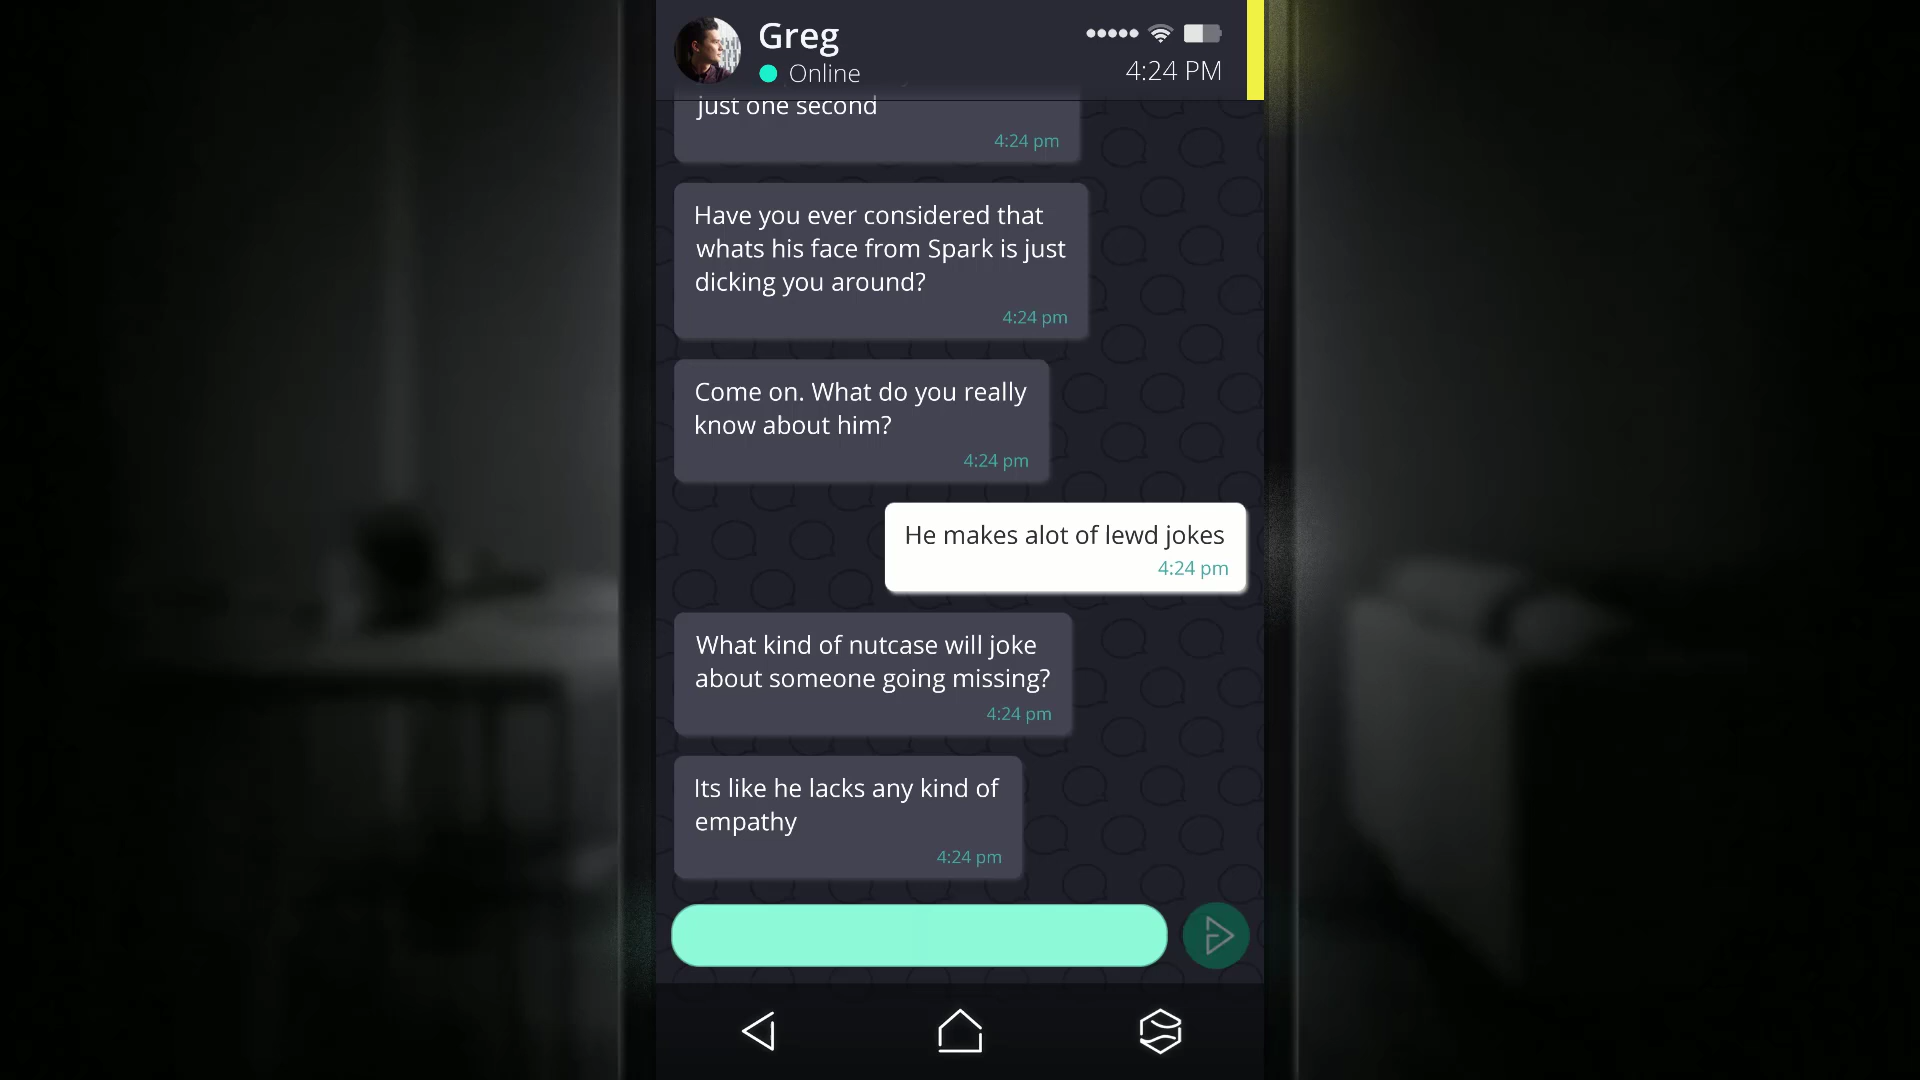 Greg
Online
4:24 PM
just one second
4:24 pm
Have you ever considered that
whats his face from Spark is just
dicking you around?
4:24 pm
Come on. What do you really
know about him?
4:24 pm
He makes alot of lewd jokes
4:24 pm
What kind of nutcase will joke
about someone going missing?
4:24 pm
Its like he lacks any kind of
empathy
4:24 pm